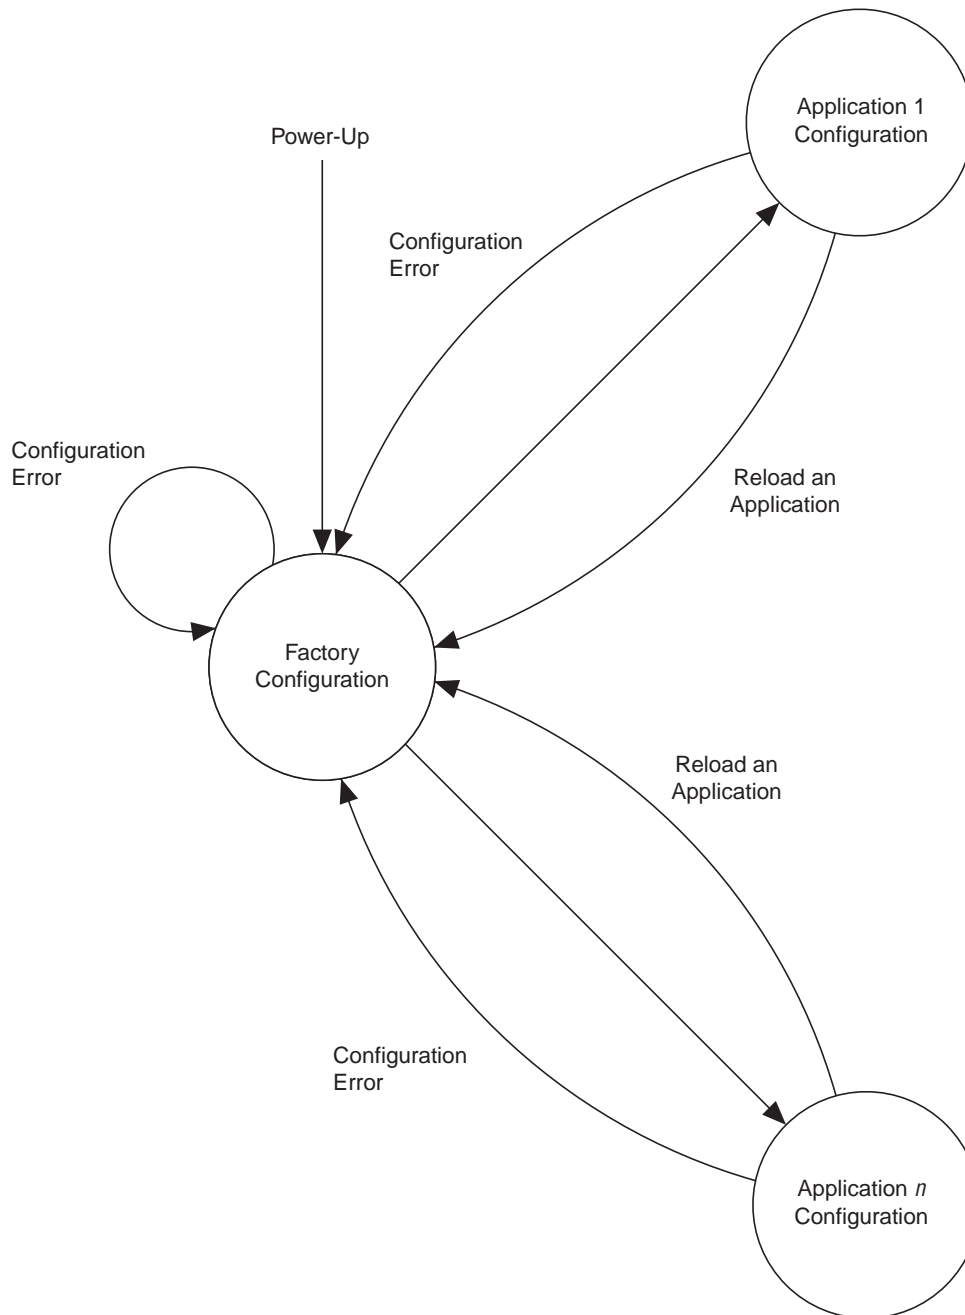 Application 1
Configuration
Power-Up
Configuration
Error
Configuration
Error
Reload an
Application
Factory
Configuration
Reload an
Application
Configuration
Error
Application n
Configuration